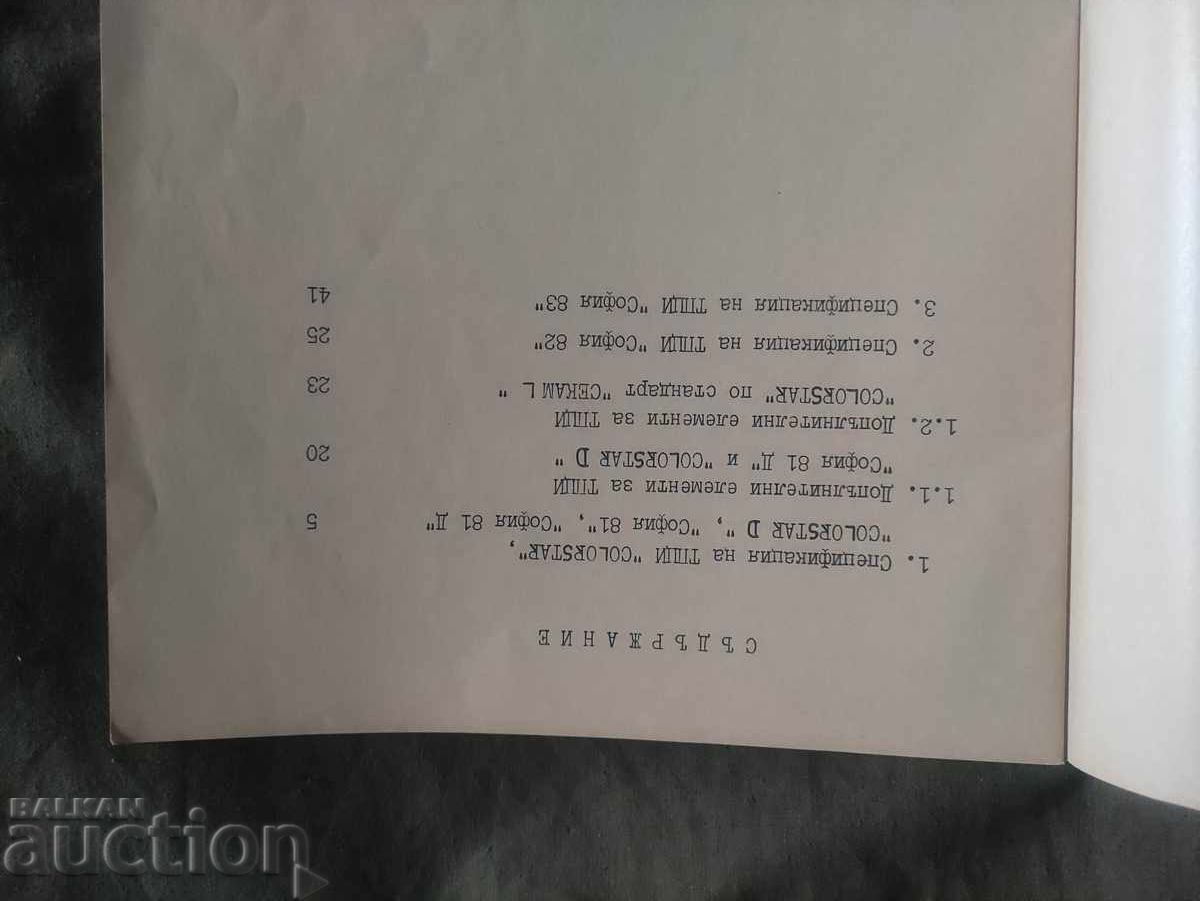 СЪДЪРЖАНИЕ
1. Спецификация на ТПЦИ "COLORSTAR",
"COLORSTAR D ", "София 81", "София 81 Д" 5
1.1. Допълнителни елементи за ТПЦИ
"София 81 Д" и "COLORSTAR D " 20
1.2. Допълнителни елементи за ТПЦИ
"COLORSTAR" по стандарт "СЕКАМ L " 23
2. Спецификация на ТПЦИ "София 82" 25
3. Спецификация на ТПЦИ "София 83" 41
BALKAN
auction